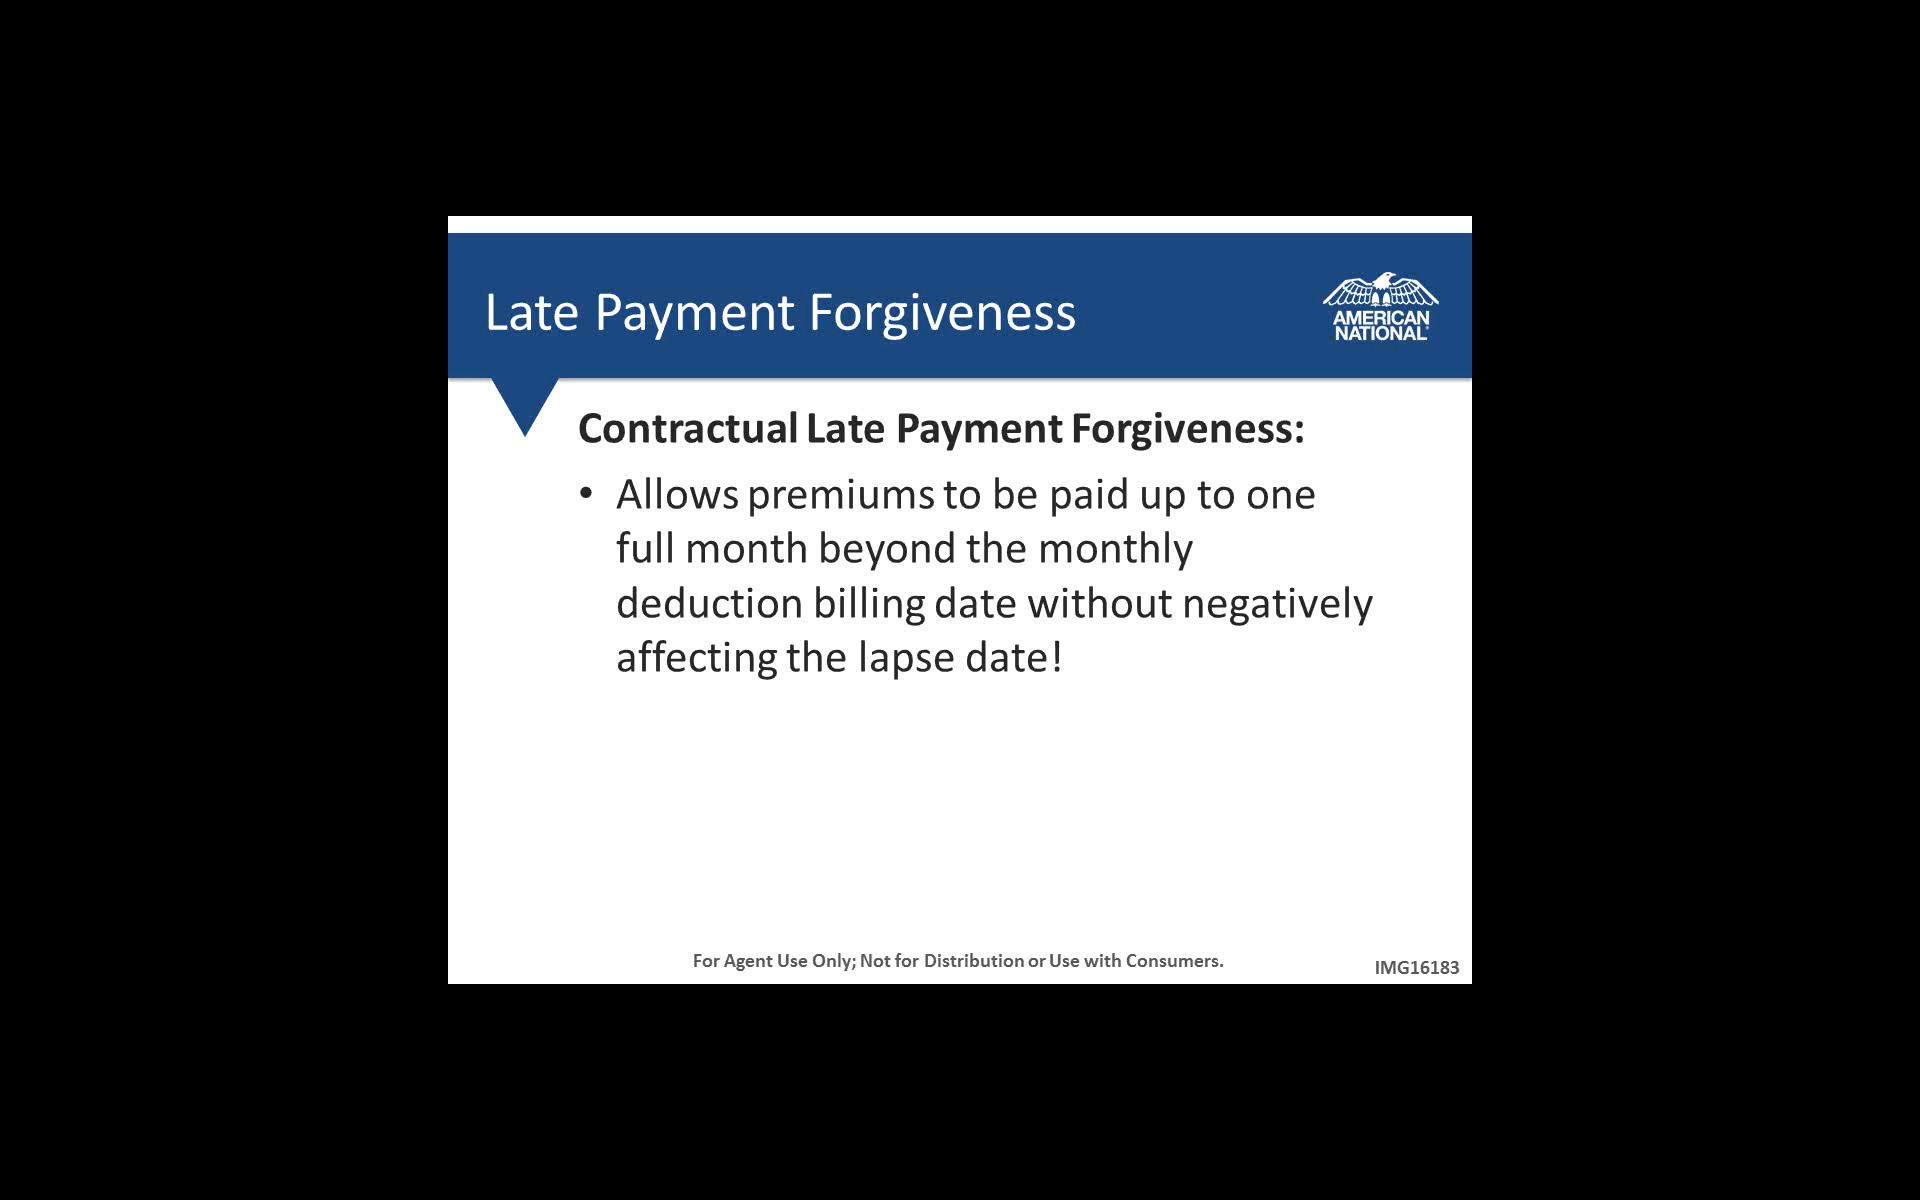 Late Payment Forgiveness
AMERICAN
NATIONAL
Contractual Late Payment Forgiveness:
• Allows premiums to be paid up to one
full month beyond the monthly
deduction billing date without negatively
affecting the lapse date!
For Agent Use Only; Not for Distribution or Use with Consumers.
IMG16183